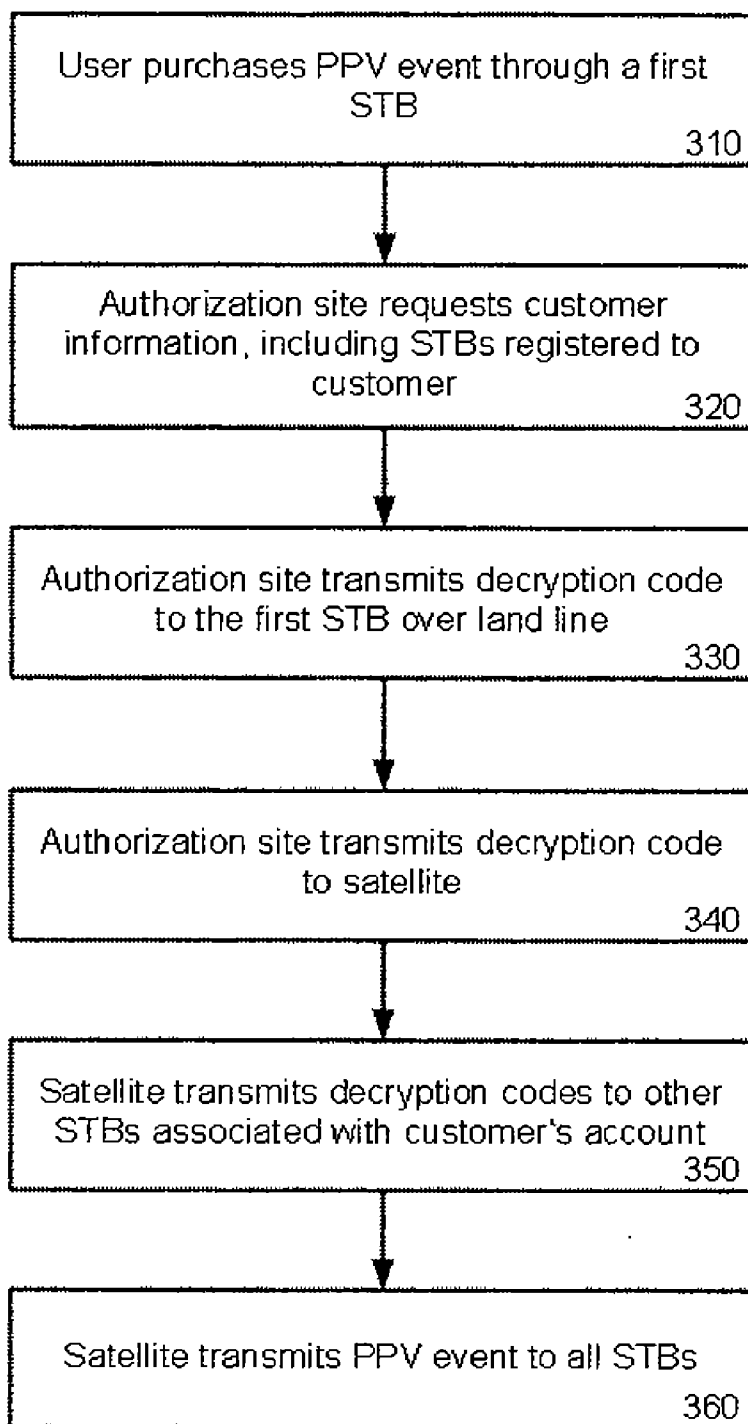 User purchases PPV event through a first
STB
310
Authorization site requests customer
information, including STBs registered to
customer
320
Authorization site transmits decryption code
to the first STB over land line
330
Authorization site transmits decryption code
to satellite
340
Satellite transmits decryption codes to other
STBs associated with customer's account
350
Satellite transmits PPV event to all STBs
360